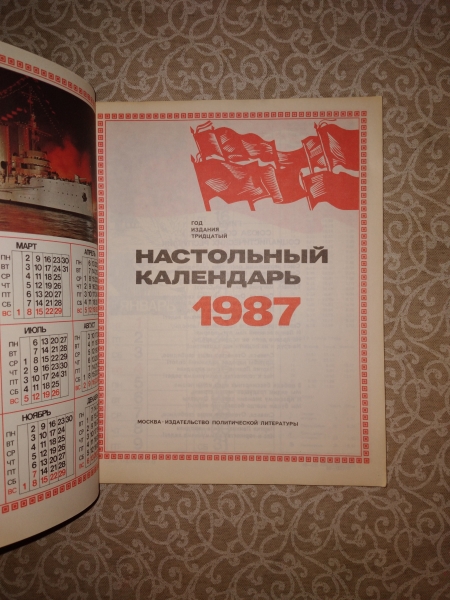 МАРТ
АПРЕЛЬ
ПН 2 9 16 23 30
ВТ 3 10 17 24 31
СР 4 11 18 25
ЧТ 5 12 19 26
ПТ 6 13 20 27
СБ 7 14 21 28
ВС 1 8 15 22 29
ИЮЛЬ
АВГУСТ
ПН 6 13 20 27
ВТ 7 14 21 28
СР 1 8 15 22 29
ЧТ 2 9 16 23 30
ПТ 3 10 17 24 31
СБ 4 11 18 25
ВС 5 12 19 26
НОЯБРЬ
ПН 2 9 16 23 30
ВТ 3 10 17 24
СР 4 11 18 25
ЧТ 5 12 19 26
ПТ 6 13 20 27
СБ 7 14 21 28
ВС 1 8 15 22 29
ГОД
ИЗДАНИЯ
ТРИДЦАТЫЙ
НАСТОЛЬНЫЙ
КАЛЕНДАРЬ
1987
МОСКВА · ИЗДАТЕЛЬСТВО ПОЛИТИЧЕСКОЙ ЛИТЕРАТУРЫ